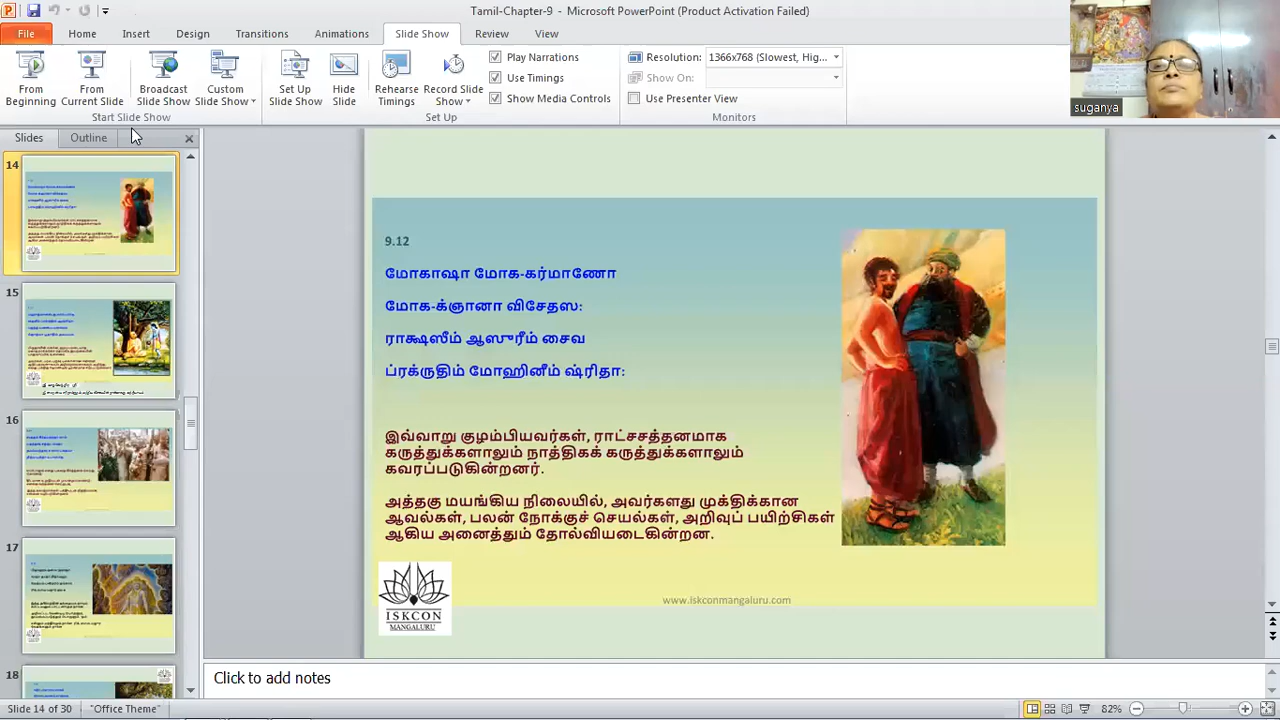 Tamil-Chapter-9 - Microsoft PowerPoint (Product Activation Failed)
File Home Insert Design Transitions Animations Slide Show Review View
From Beginning
From Current Slide
Broadcast Slide Show
Custom Slide Show
Set Up Slide Show
Hide Slide
Rehearse Timings
Record Slide Show
Play Narrations
Use Timings
Show Media Controls
Resolution: 1366x768 (Slowest, Hig...
Show On:
Use Presenter View
Start Slide Show
Set Up
Monitors
suganya
Slides Outline
14
15
16
17
18
9.12
மோகாஷா மோக-கர்மாணோ
மோக-க்ஞானா விசேதஸ:
ராக்ஷஸீம் ஆஸுரீம் சைவ
ப்ரக்ருதிம் மோஹினீம் ஷ்ரிதா:
இவ்வாறு குழம்பியவர்கள், ராட்சசத்தனமாக
கருத்துக்களாலும் நாத்திகக் கருத்துக்களாலும்
கவரப்படுகின்றனர்.
அத்தகு மயங்கிய நிலையில், அவர்களது முக்திக்கான
ஆவல்கள், பலன் நோக்குச் செயல்கள், அறிவுப் பயிற்சிகள்
ஆகிய அனைத்தும் தோல்வியடைகின்றன.
ISKCON
MANGALURU
www.iskconmangaluru.com
Click to add notes
Slide 14 of 30 "Office Theme" 82%